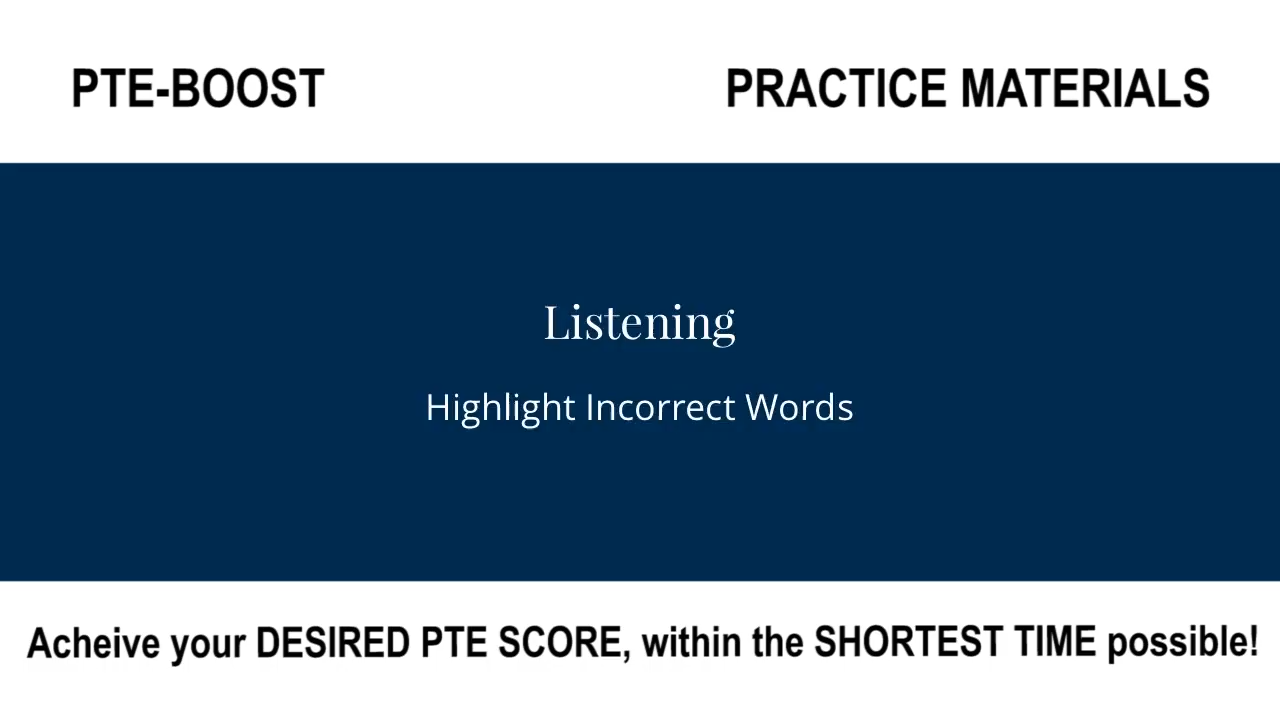 PTE-BOOST
PRACTICE MATERIALS
Listening
Highlight Incorrect Words
Acheive your DESIRED PTE SCORE, within the SHORTEST TIME possible!